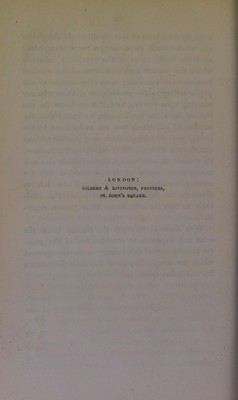 LONDON:
GILBERT & RIVINGTON, PRINTERS,
ST. JOHN'S SQUARE.